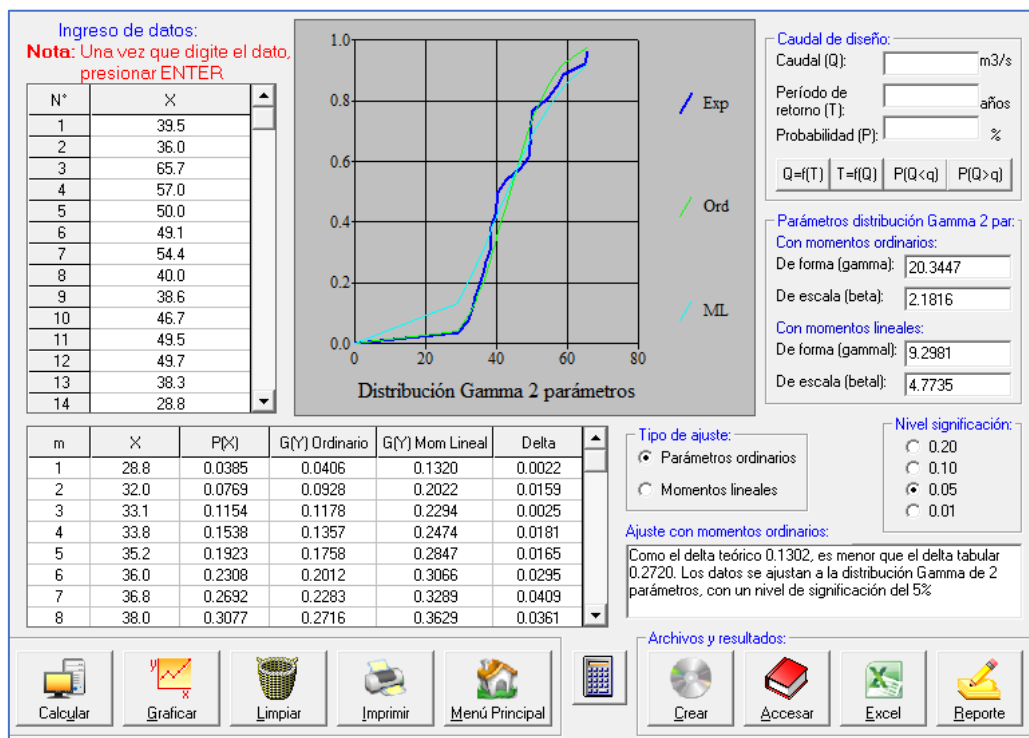 Ingreso de datos:
Nota: Una vez que digite el dato,
presionar ENTER
N° X
1 39.5
2 36.0
3 65.7
4 57.0
5 50.0
6 49.1
7 54.4
8 40.0
9 38.6
10 46.7
11 49.5
12 49.7
13 38.3
14 28.8
1.0
0.8
0.6
0.4
0.2
0.0
0 20 40 60 80
Exp
Ord
ML
Distribución Gamma 2 parámetros
Caudal de diseño:
Caudal (Q): m3/s
Período de
retorno (T): años
Probabilidad (P): %
Q=f(T) T=f(Q) P(Q<q) P(Q>q)
Parámetros distribución Gamma 2 par:
Con momentos ordinarios:
De forma (gamma): 20.3447
De escala (beta): 2.1816
Con momentos lineales:
De forma (gammal): 9.2981
De escala (betal): 4.7735
m X P(X) G(Y) Ordinario G(Y) Mom Lineal Delta
1 28.8 0.0385 0.0406 0.1320 0.0022
2 32.0 0.0769 0.0928 0.2022 0.0159
3 33.1 0.1154 0.1178 0.2294 0.0025
4 33.8 0.1538 0.1357 0.2474 0.0181
5 35.2 0.1923 0.1758 0.2847 0.0165
6 36.0 0.2308 0.2012 0.3066 0.0295
7 36.8 0.2692 0.2283 0.3289 0.0409
8 38.0 0.3077 0.2716 0.3629 0.0361
Tipo de ajuste:
Parámetros ordinarios
Momentos lineales
Nivel significación:
0.20
0.10
0.05
0.01
Ajuste con momentos ordinarios:
Como el delta teórico 0.1302, es menor que el delta tabular
0.2720. Los datos se ajustan a la distribución Gamma de 2
parámetros, con un nivel de significación del 5%
Calcular Graficar Limpiar Imprimir Menú Principal
Archivos y resultados:
Crear Accesar Excel Reporte